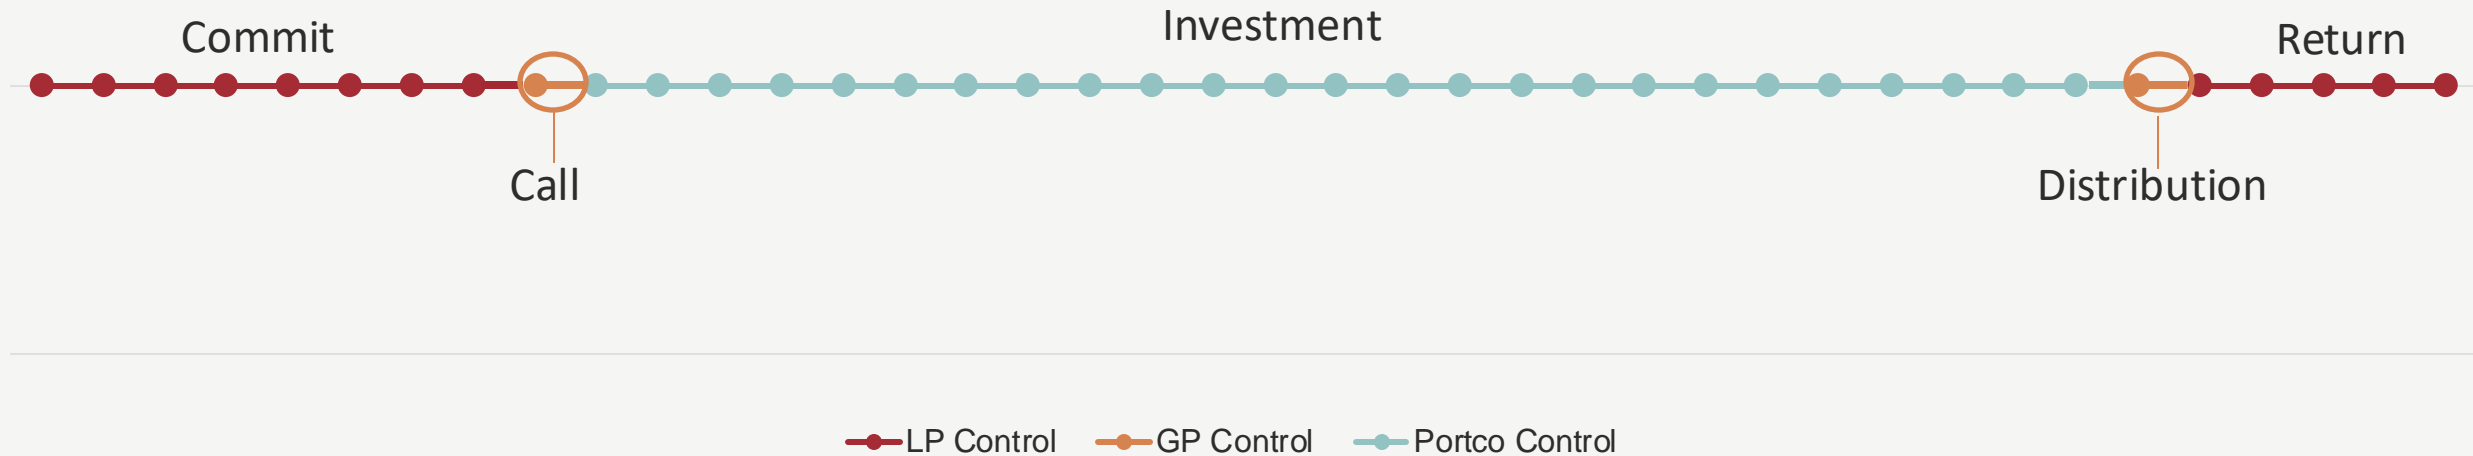 Commit
Investment
Return
Call
Distribution
LP Control
GP Control
Portco Control